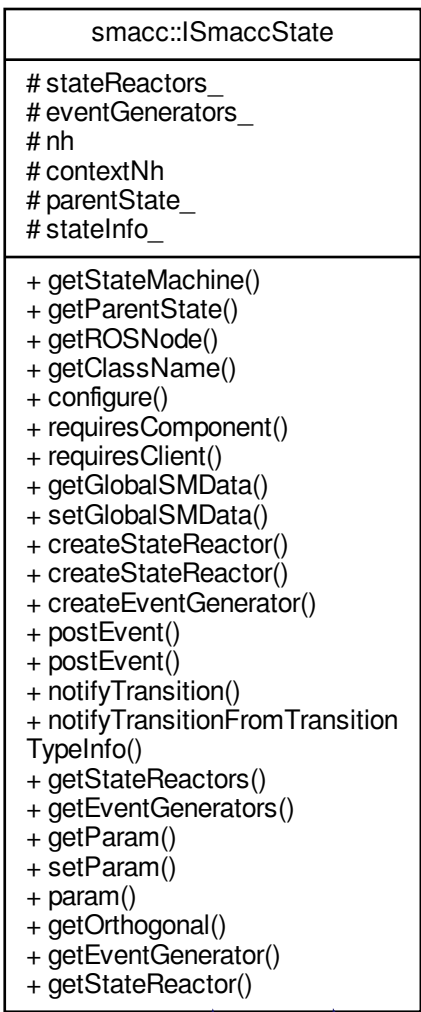 smacc::ISmaccState
# stateReactors_
# eventGenerators_
# nh
# contextNh
# parentState_
# stateInfo_
+ getStateMachine()
+ getParentState()
+ getROSNode()
+ getClassName()
+ configure()
+ requiresComponent()
+ requiresClient()
+ getGlobalSMData()
+ setGlobalSMData()
+ createStateReactor()
+ createStateReactor()
+ createEventGenerator()
+ postEvent()
+ postEvent()
+ notifyTransition()
+ notifyTransitionFromTransition
TypeInfo()
+ getStateReactors()
+ getEventGenerators()
+ getParam()
+ setParam()
+ param()
+ getOrthogonal()
+ getEventGenerator()
+ getStateReactor()